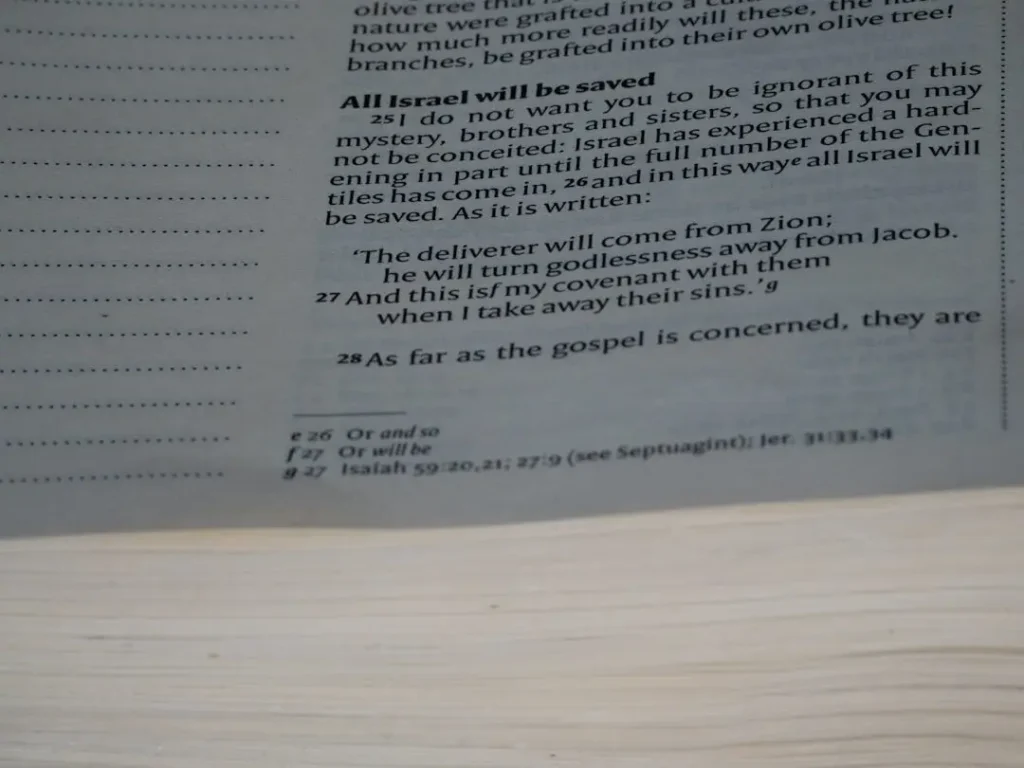 olive tree that is
nature were grafted into a
how much more readily will these, the
branches, be grafted into their own olive tree!
All Israel will be saved
25 I do not want you to be ignorant of this
mystery, brothers and sisters, so that you may
not be conceited: Israel has experienced a hard-
ening in part until the full number of the Gen-
tiles has come in, 26 and in this way e all Israel will
be saved. As it is written:
‘The deliverer will come from Zion;
he will turn godlessness away from Jacob.
27 And this is f my covenant with them
when I take away their sins.’ g
28 As far as the gospel is concerned, they are
e 26 Or and so
f 27 Or will be
g 27 Isaiah 59:20,21; 27:9 (see Septuagint); Jer. 31:33,34